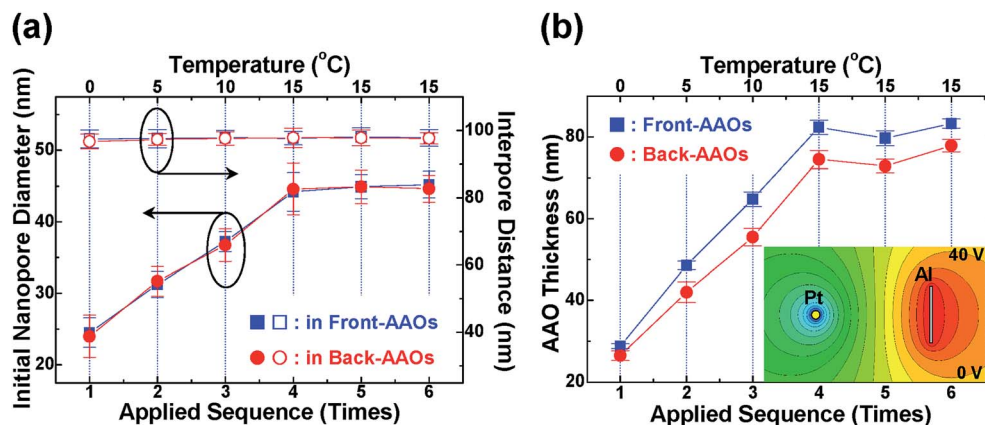 (a)
Temperature (°C)
0 5 10 15 15 15
Initial Nanopore Diameter (nm)
50
40
30
20
100
80
60
40
Interpore Distance (nm)
: in Front-AAOs
: in Back-AAOs
1 2 3 4 5 6
Applied Sequence (Times)
(b)
Temperature (°C)
0 5 10 15 15 15
AAO Thickness (nm)
80
60
40
20
: Front-AAOs
: Back-AAOs
40 V
Al
Pt
0 V
1 2 3 4 5 6
Applied Sequence (Times)